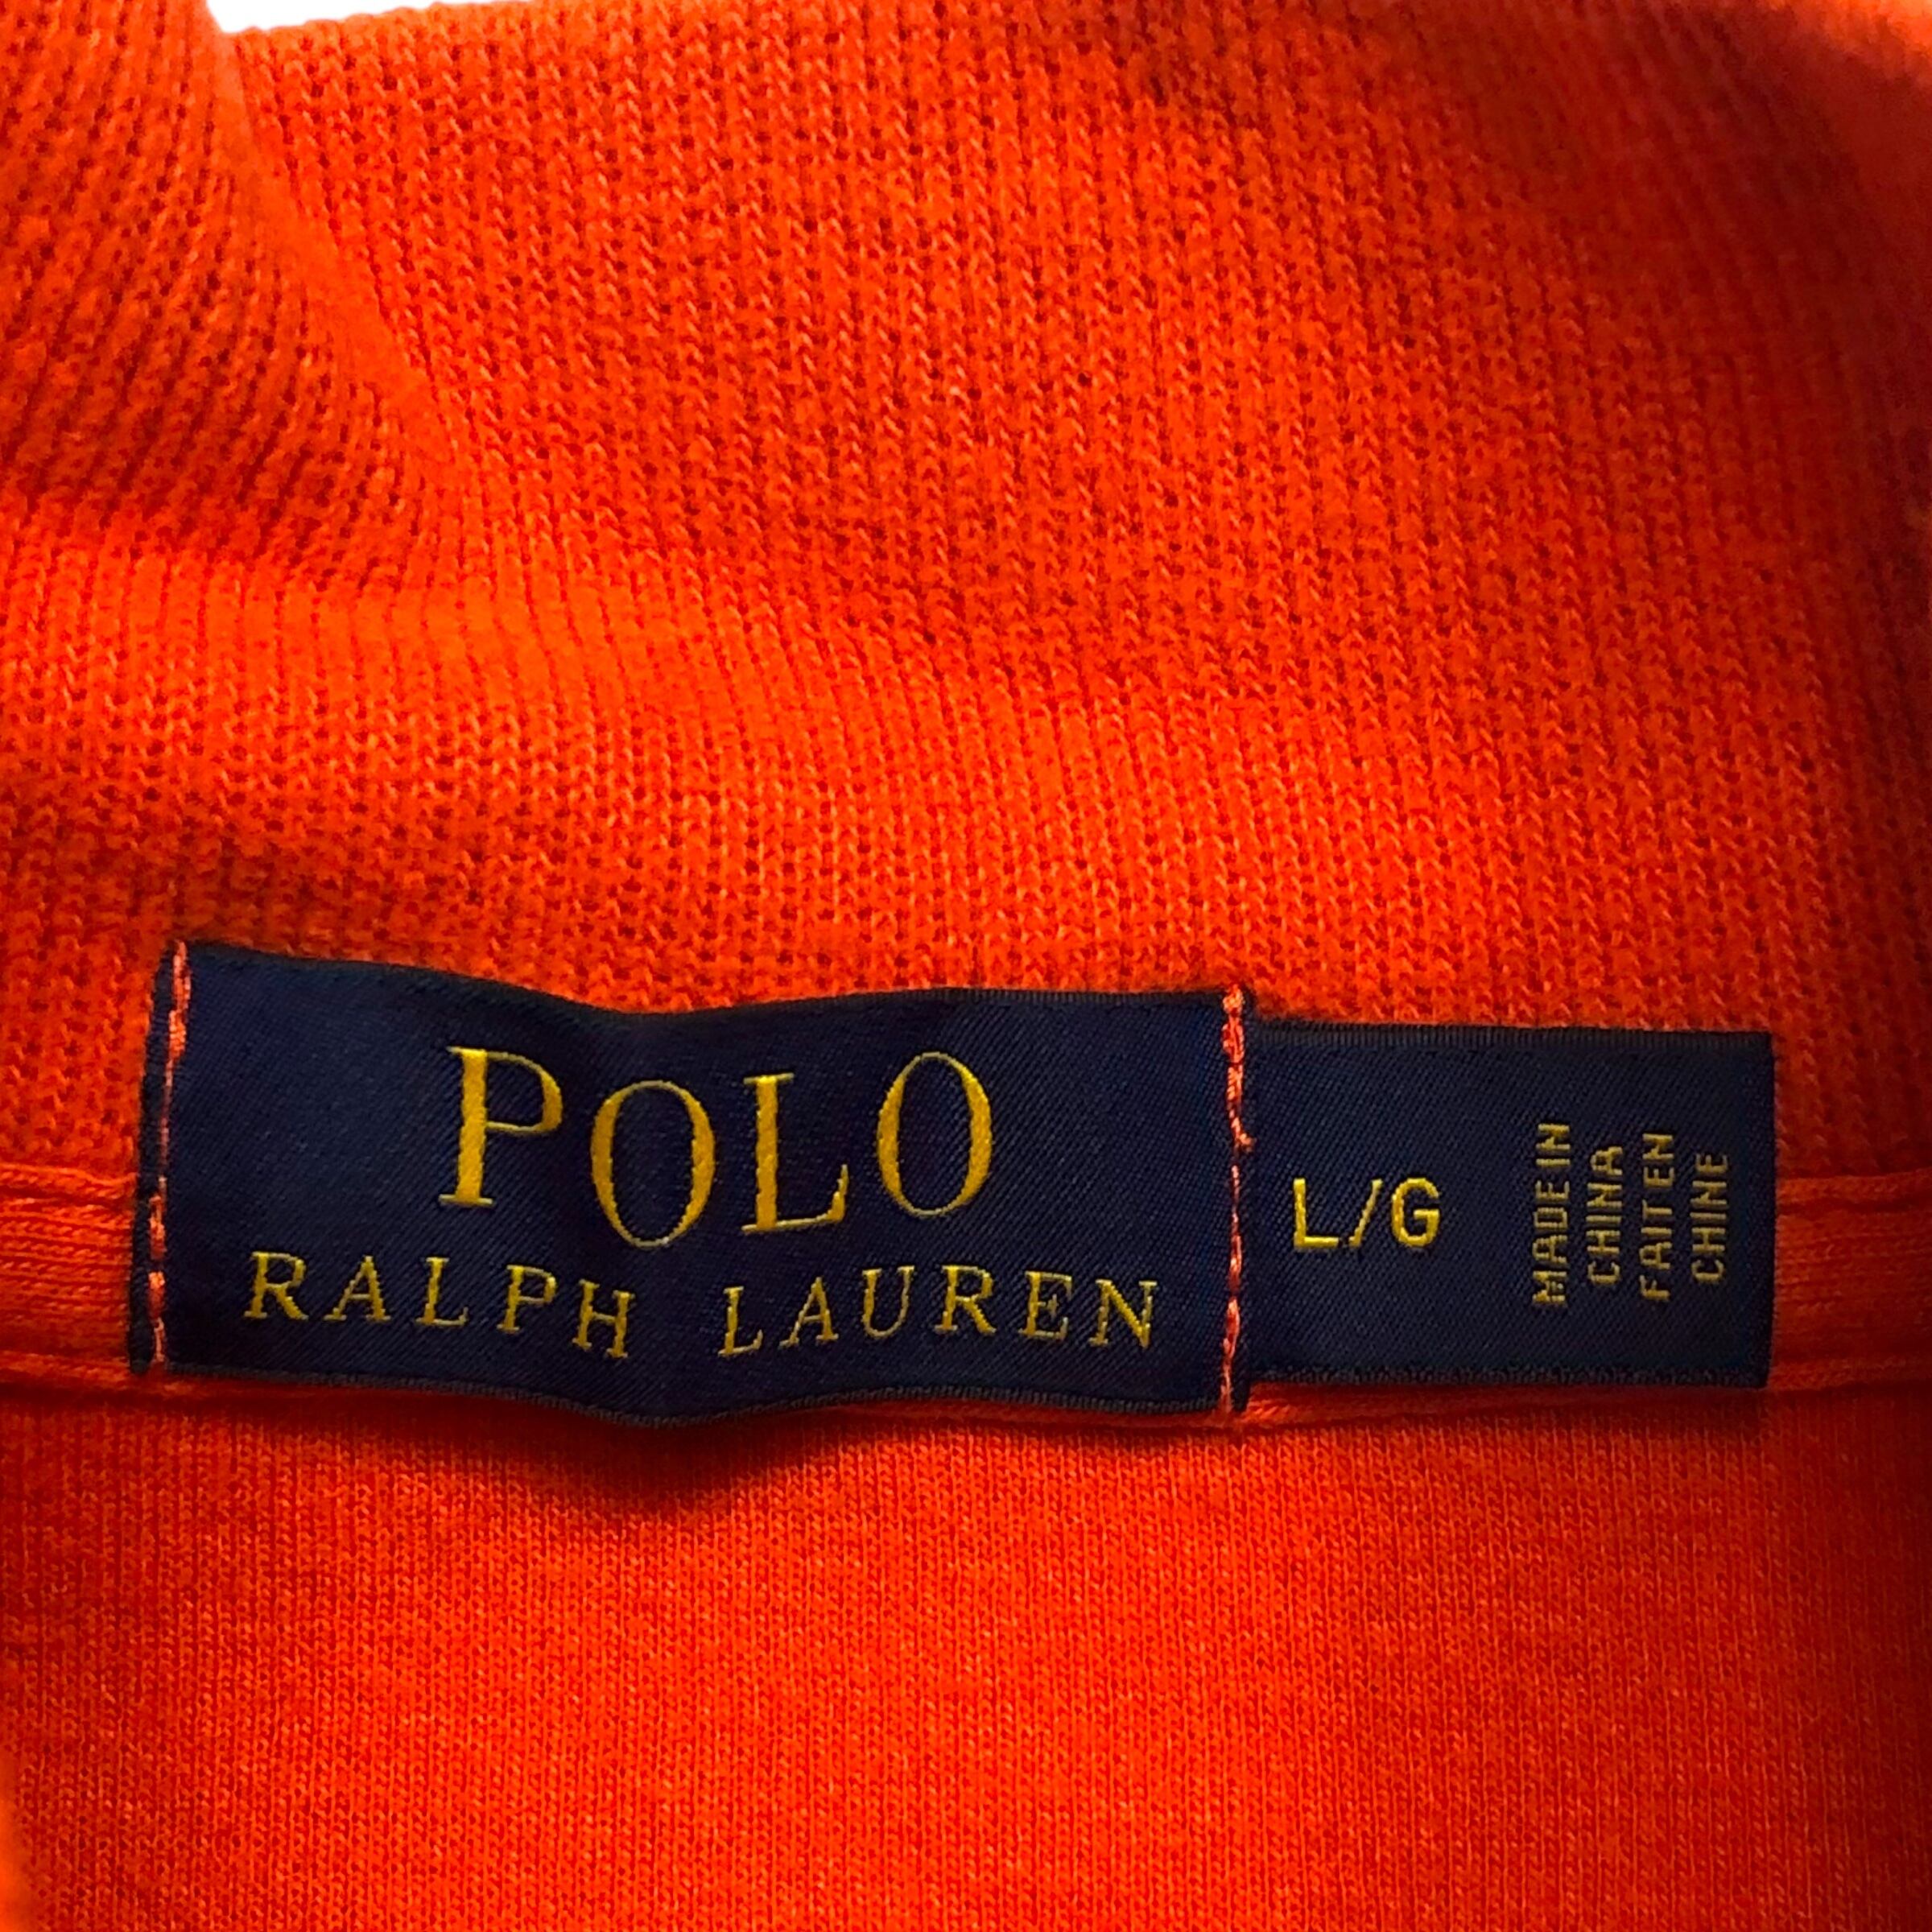 POLO
RALPH LAUREN
L/G
MADE IN
CHINA
FAIT EN
CHINE